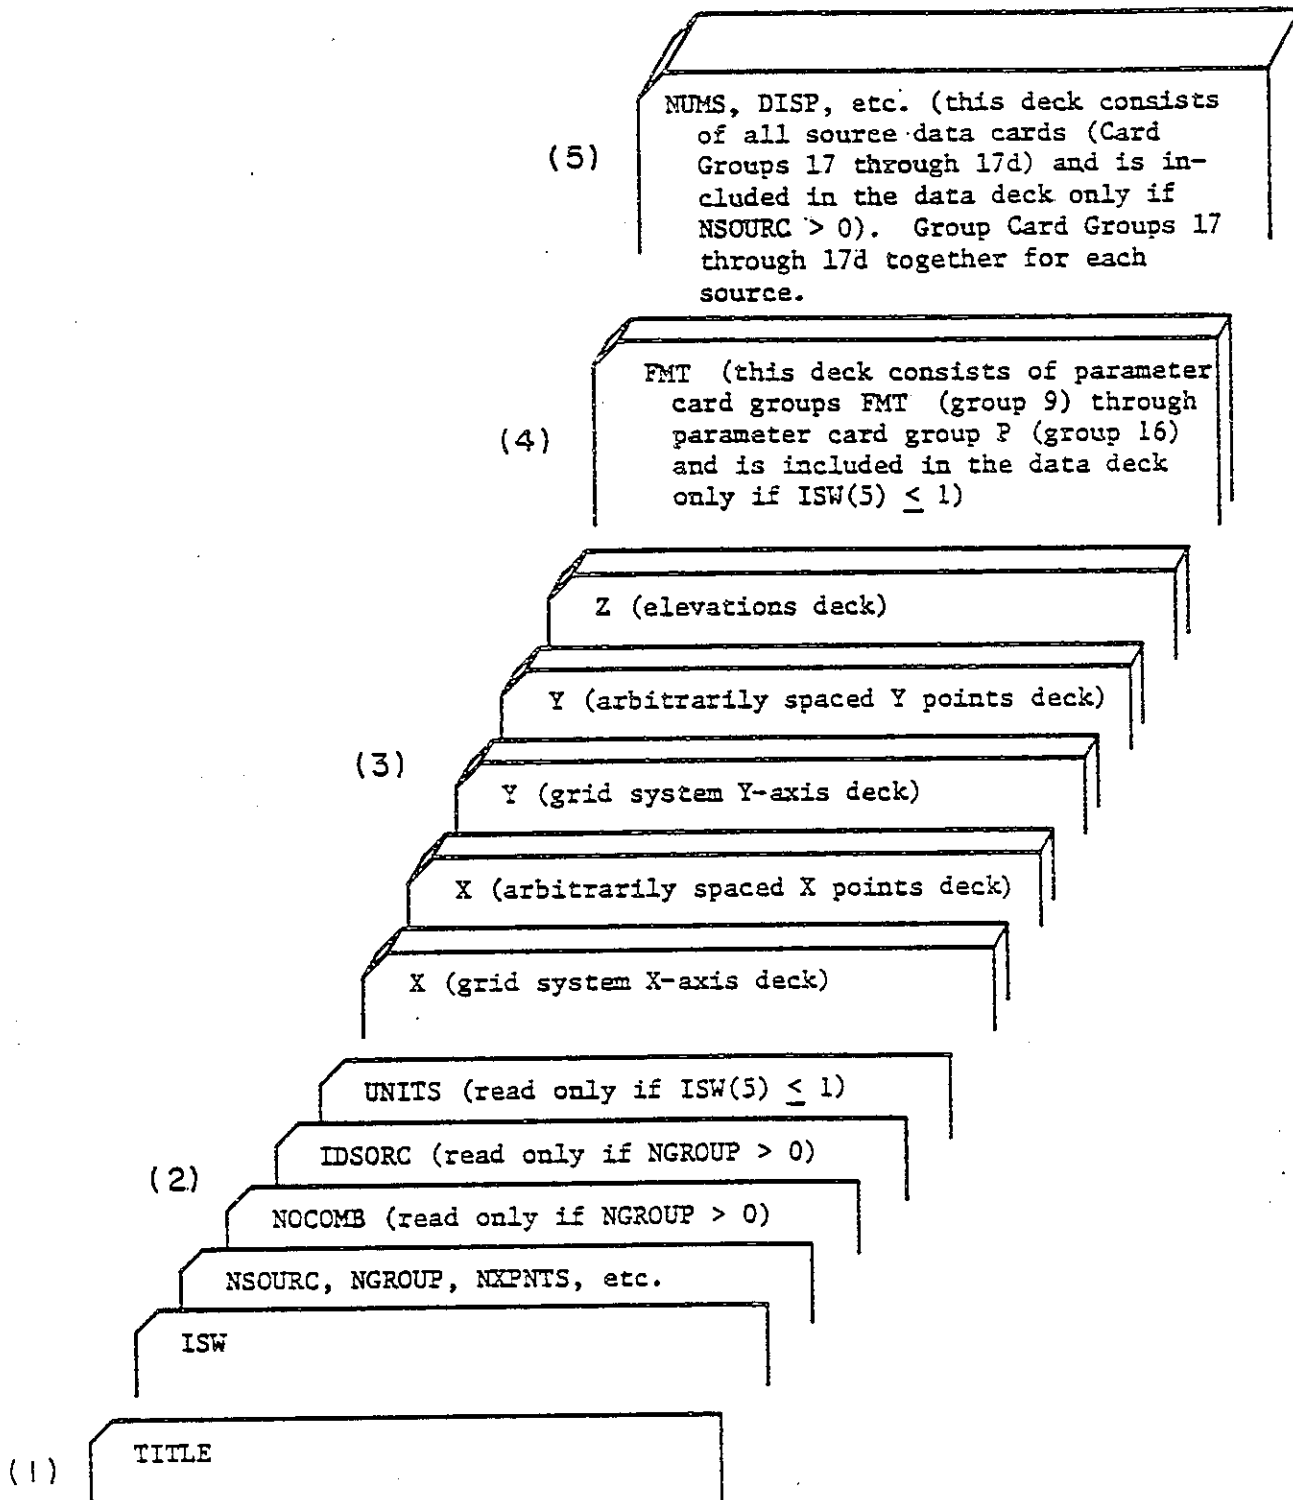 NUMS, DISP, etc. (this deck consists
of all source data cards (Card
(5)
Groups 17 through 17d) and is in-
cluded in the data deck only if
NSOURC > 0). Group Card Groups 17
through 17d together for each
source.
FMT (this deck consists of parameter
card groups FMT (group 9) through
(4)
parameter card group P (group 16)
and is included in the data deck
only if ISW(5) ≤ 1)
Z (elevations deck)
Y (arbitrarily spaced Y points deck)
(3)
Y (grid system Y-axis deck)
X (arbitrarily spaced X points deck)
X (grid system X-axis deck)
UNITS (read only if ISW(5) ≤ 1)
IDSORC (read only if NGROUP > 0)
(2)
NOCOMB (read only if NGROUP > 0)
NSOURC, NGROUP, NXPNTS, etc.
ISW
TITLE
(1)